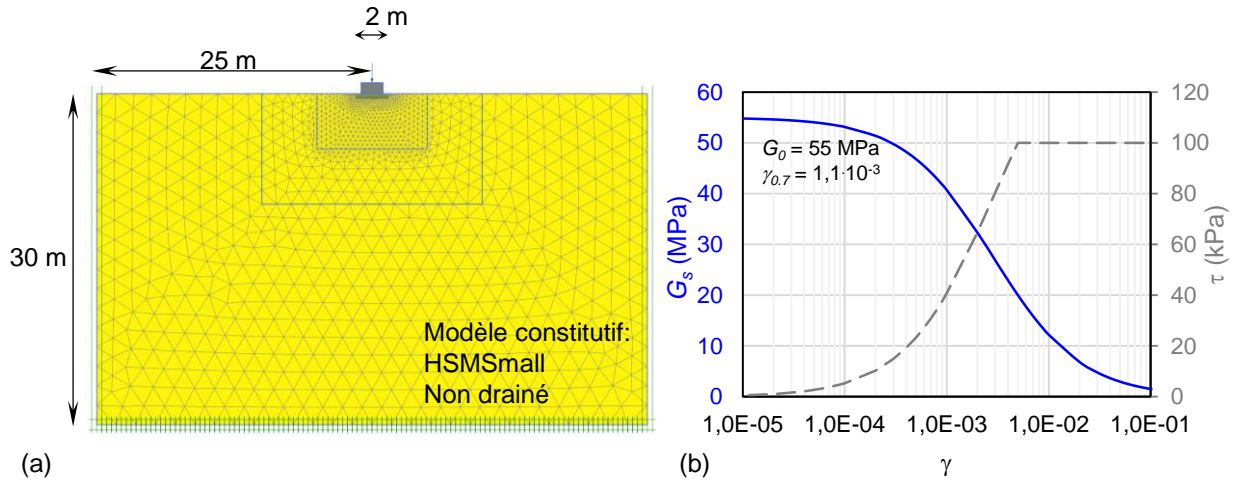 2 m
25 m
30 m
Modèle constitutif:
HSMSmall
Non drainé
(a)
60
50
40
30
20
10
0
G_s (MPa)
G_0 = 55 MPa
γ_0.7 = 1,1·10^-3
120
100
80
60
40
20
0
τ (kPa)
1,0E-05 1,0E-04 1,0E-03 1,0E-02 1,0E-01
γ
(b)